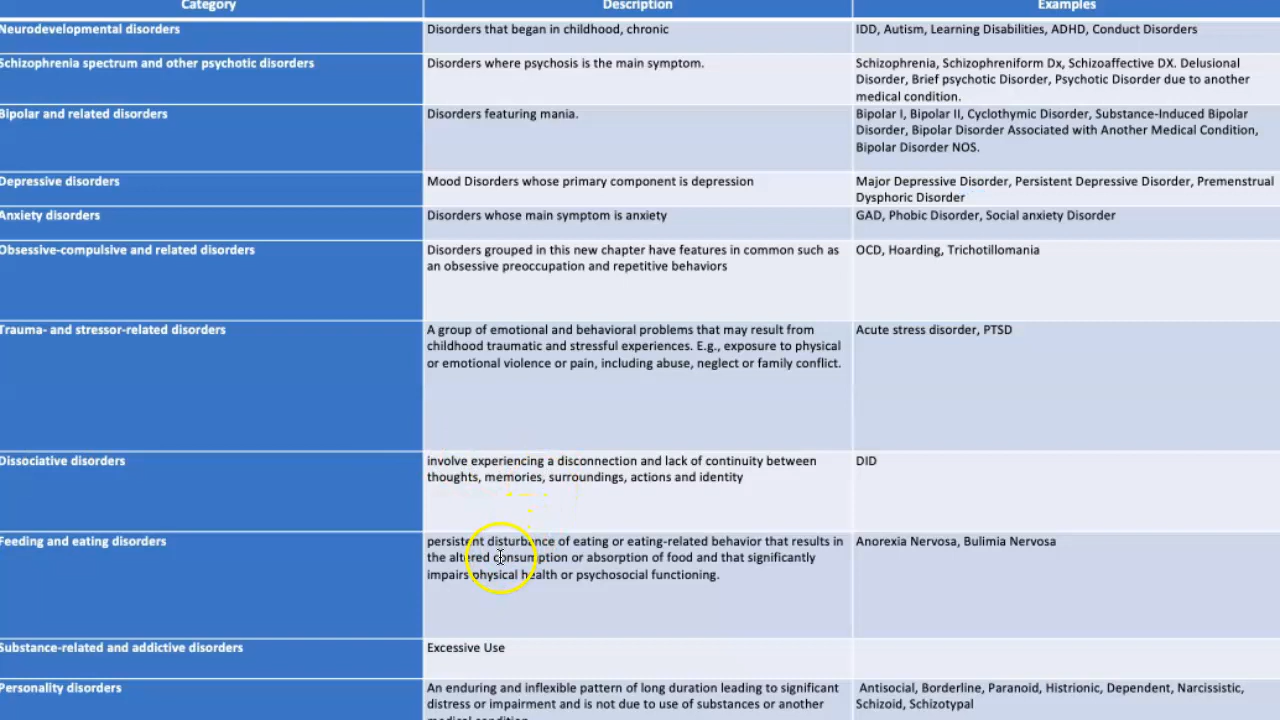 Category Description Examples
Neurodevelopmental disorders
Disorders that began in childhood, chronic
IDD, Autism, Learning Disabilities, ADHD, Conduct Disorders
Schizophrenia spectrum and other psychotic disorders
Disorders where psychosis is the main symptom.
Schizophrenia, Schizophreniform Dx, Schizoaffective DX. Delusional
Disorder, Brief psychotic Disorder, Psychotic Disorder due to another
medical condition.
Bipolar and related disorders
Disorders featuring mania.
Bipolar I, Bipolar II, Cyclothymic Disorder, Substance-Induced Bipolar
Disorder, Bipolar Disorder Associated with Another Medical Condition,
Bipolar Disorder NOS.
Depressive disorders
Mood Disorders whose primary component is depression
Major Depressive Disorder, Persistent Depressive Disorder, Premenstrual
Dysphoric Disorder
Anxiety disorders
Disorders whose main symptom is anxiety
GAD, Phobic Disorder, Social anxiety Disorder
Obsessive-compulsive and related disorders
Disorders grouped in this new chapter have features in common such as
an obsessive preoccupation and repetitive behaviors
OCD, Hoarding, Trichotillomania
Trauma- and stressor-related disorders
A group of emotional and behavioral problems that may result from
childhood traumatic and stressful experiences. E.g., exposure to physical
or emotional violence or pain, including abuse, neglect or family conflict.
Acute stress disorder, PTSD
Dissociative disorders
involve experiencing a disconnection and lack of continuity between
thoughts, memories, surroundings, actions and identity
DID
Feeding and eating disorders
persistent disturbance of eating or eating-related behavior that results in
the altered consumption or absorption of food and that significantly
impairs physical health or psychosocial functioning.
Anorexia Nervosa, Bulimia Nervosa
Substance-related and addictive disorders
Excessive Use
Personality disorders
An enduring and inflexible pattern of long duration leading to significant
distress or impairment and is not due to use of substances or another
medical condition
Antisocial, Borderline, Paranoid, Histrionic, Dependent, Narcissistic,
Schizoid, Schizotypal